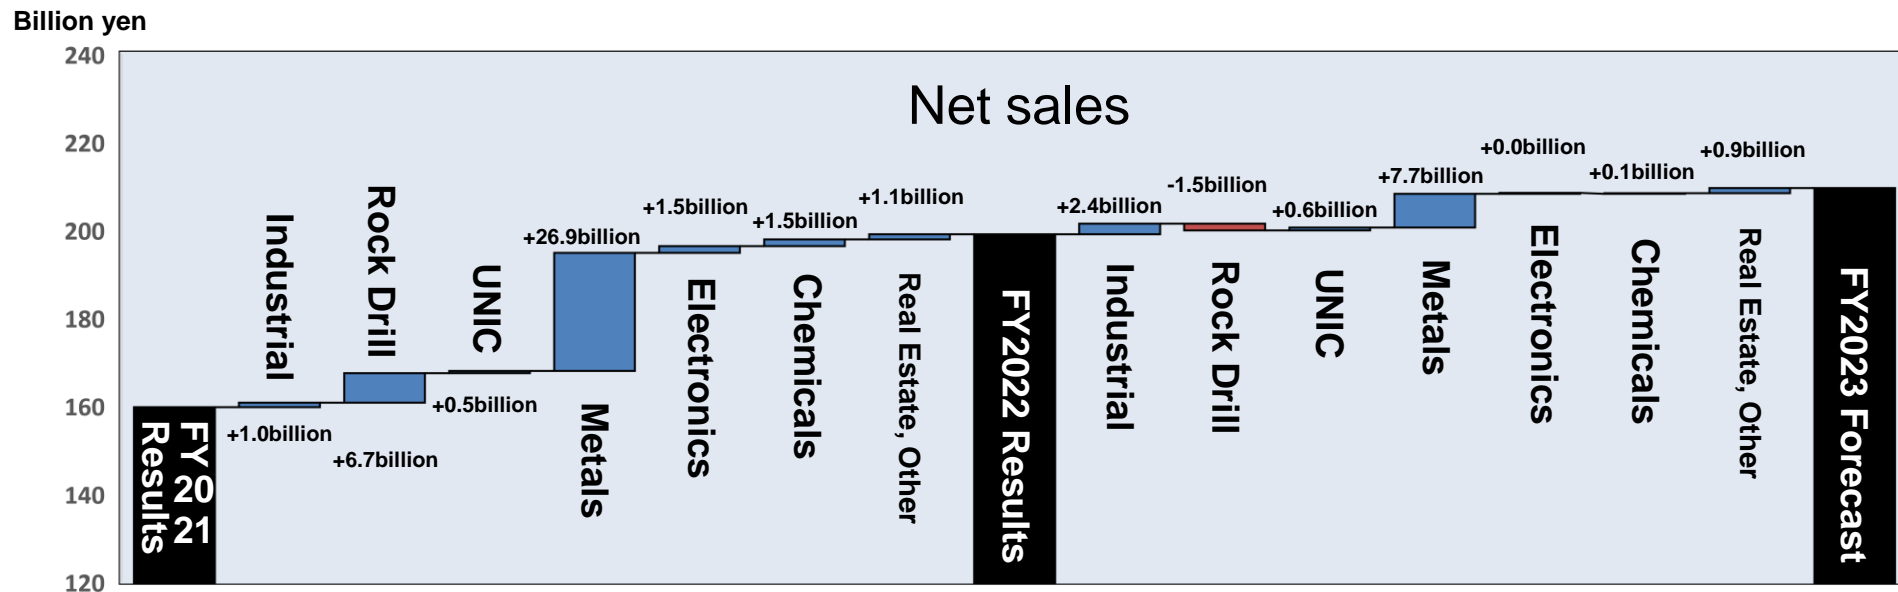 Billion yen
Net sales
240
220
200
180
160
140
120
FY 20 21
Results
Industrial
+1.0billion
Rock Drill
+6.7billion
UNIC
+0.5billion
Metals
+26.9billion
Electronics
+1.5billion
Chemicals
+1.5billion
Real Estate, Other
+1.1billion
FY2022 Results
Industrial
+2.4billion
Rock Drill
-1.5billion
UNIC
+0.6billion
Metals
+7.7billion
Electronics
+0.0billion
Chemicals
+0.1billion
Real Estate, Other
+0.9billion
FY2023 Forecast